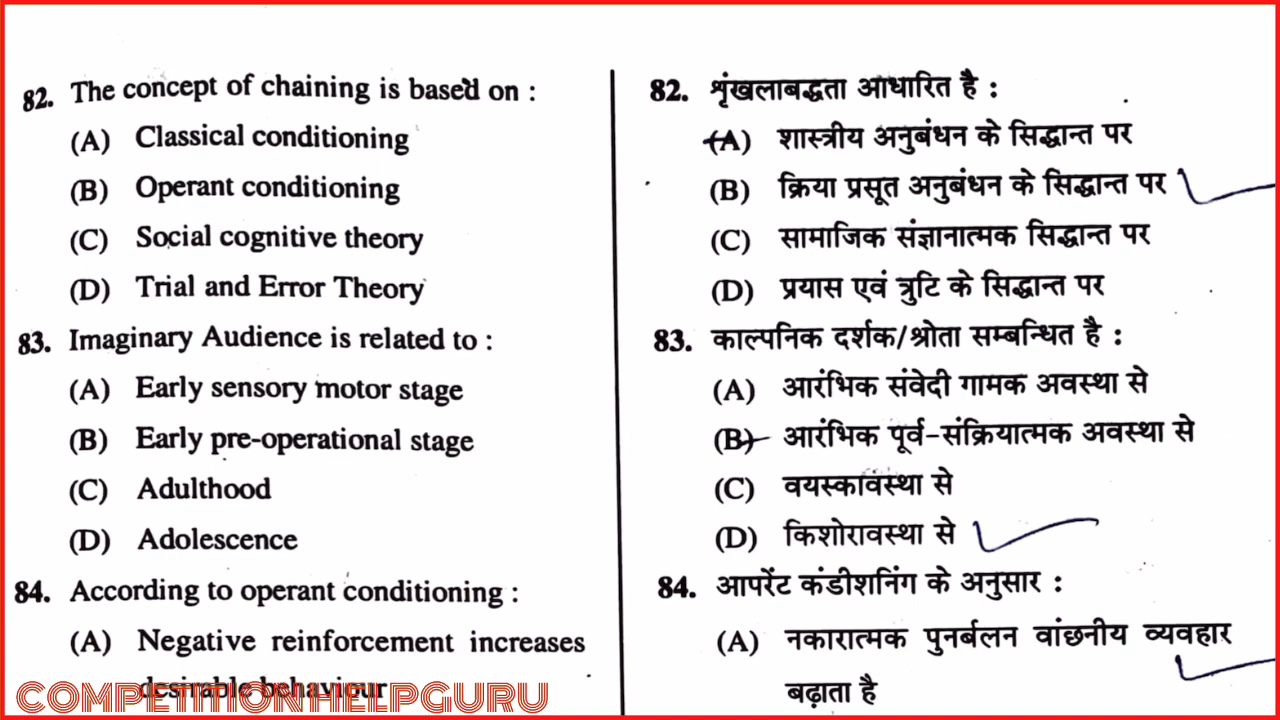 82. The concept of chaining is based on :
(A) Classical conditioning
(B) Operant conditioning
(C) Social cognitive theory
(D) Trial and Error Theory
83. Imaginary Audience is related to :
(A) Early sensory motor stage
(B) Early pre-operational stage
(C) Adulthood
(D) Adolescence
84. According to operant conditioning :
(A) Negative reinforcement increases
desirable behaviour
82. शृंखलाबद्धता आधारित है :
(A) शास्त्रीय अनुबंधन के सिद्धान्त पर
(B) क्रिया प्रसूत अनुबंधन के सिद्धान्त पर
(C) सामाजिक संज्ञानात्मक सिद्धान्त पर
(D) प्रयास एवं त्रुटि के सिद्धान्त पर
83. काल्पनिक दर्शक/श्रोता सम्बन्धित है :
(A) आरंभिक संवेदी गामक अवस्था से
(B) आरंभिक पूर्व-संक्रियात्मक अवस्था से
(C) वयस्कावस्था से
(D) किशोरावस्था से
84. आपरेंट कंडीशनिंग के अनुसार :
(A) नकारात्मक पुनर्बलन वांछनीय व्यवहार
बढ़ाता है
COMPETITIONHELPGURU